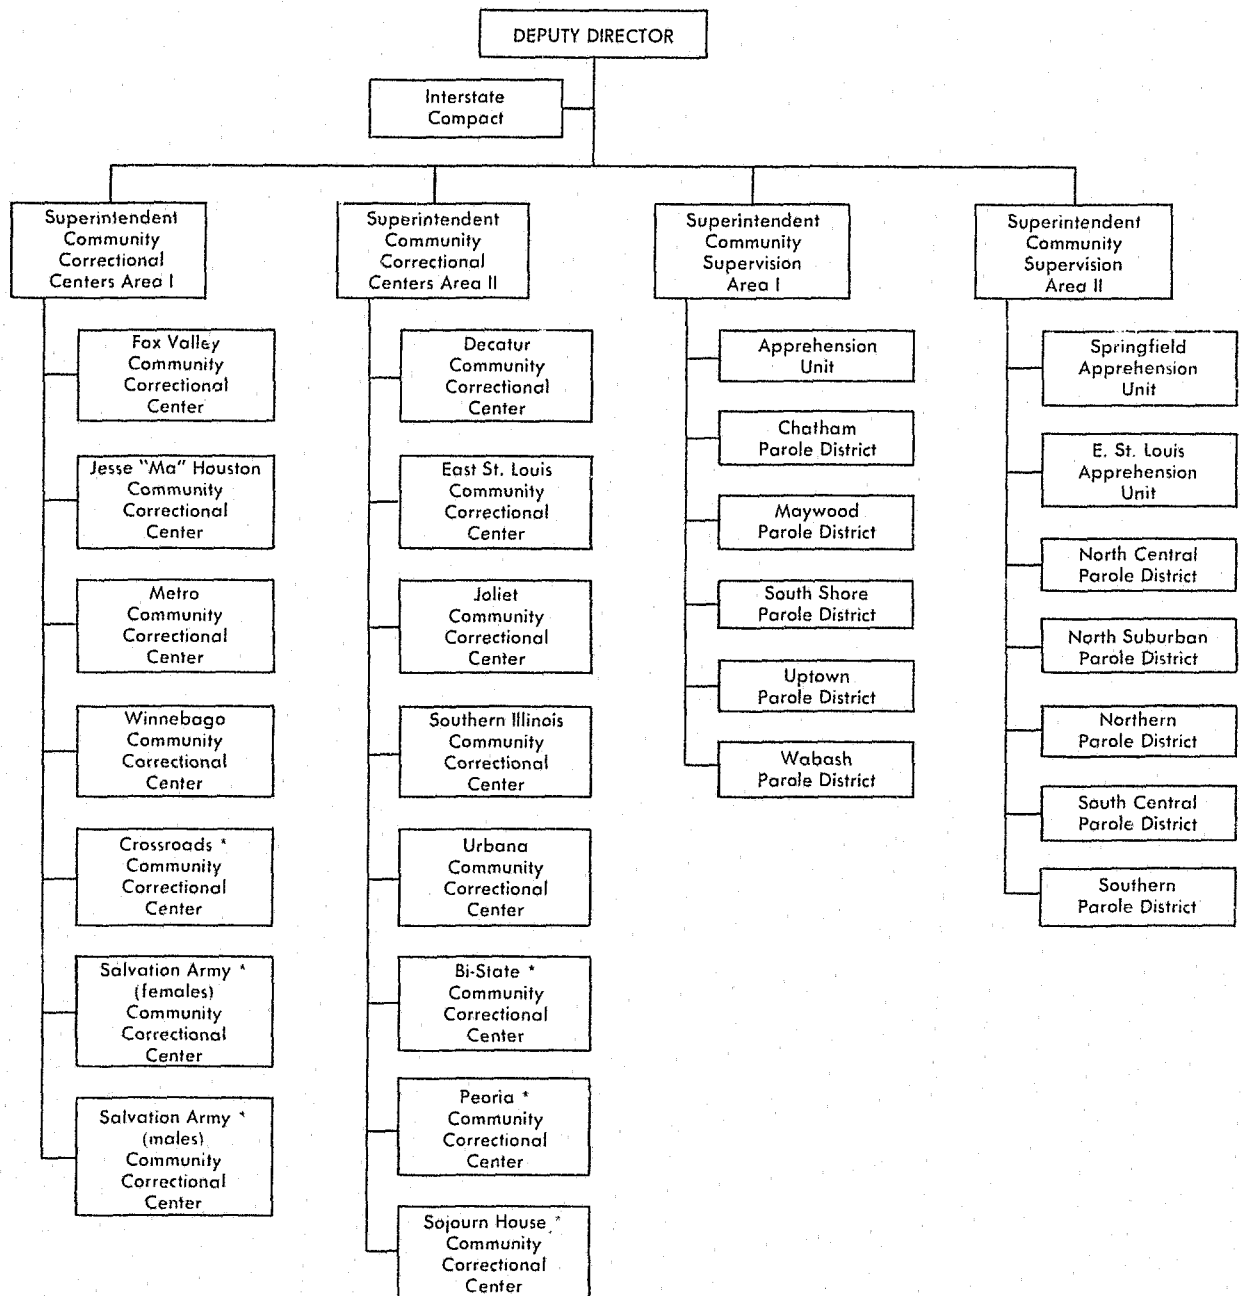 DEPUTY DIRECTOR
Interstate
Compact
Superintendent
Community
Correctional
Centers Area I
Fox Valley
Community
Correctional
Center
Jesse "Ma" Houston
Community
Correctional
Center
Metro
Community
Correctional
Center
Winnebago
Community
Correctional
Center
Crossroads *
Community
Correctional
Center
Salvation Army *
(females)
Community
Correctional
Center
Salvation Army *
(males)
Community
Correctional
Center
Superintendent
Community
Correctional
Centers Area II
Decatur
Community
Correctional
Center
East St. Louis
Community
Correctional
Center
Joliet
Community
Correctional
Center
Southern Illinois
Community
Correctional
Center
Urbana
Community
Correctional
Center
Bi-State *
Community
Correctional
Center
Peoria *
Community
Correctional
Center
Sojourn House *
Community
Correctional
Center
Superintendent
Community
Supervision
Area I
Apprehension
Unit
Chatham
Parole District
Maywood
Parole District
South Shore
Parole District
Uptown
Parole District
Wabash
Parole District
Superintendent
Community
Supervision
Area II
Springfield
Apprehension
Unit
E. St. Louis
Apprehension
Unit
North Central
Parole District
North Suburban
Parole District
Northern
Parole District
South Central
Parole District
Southern
Parole District